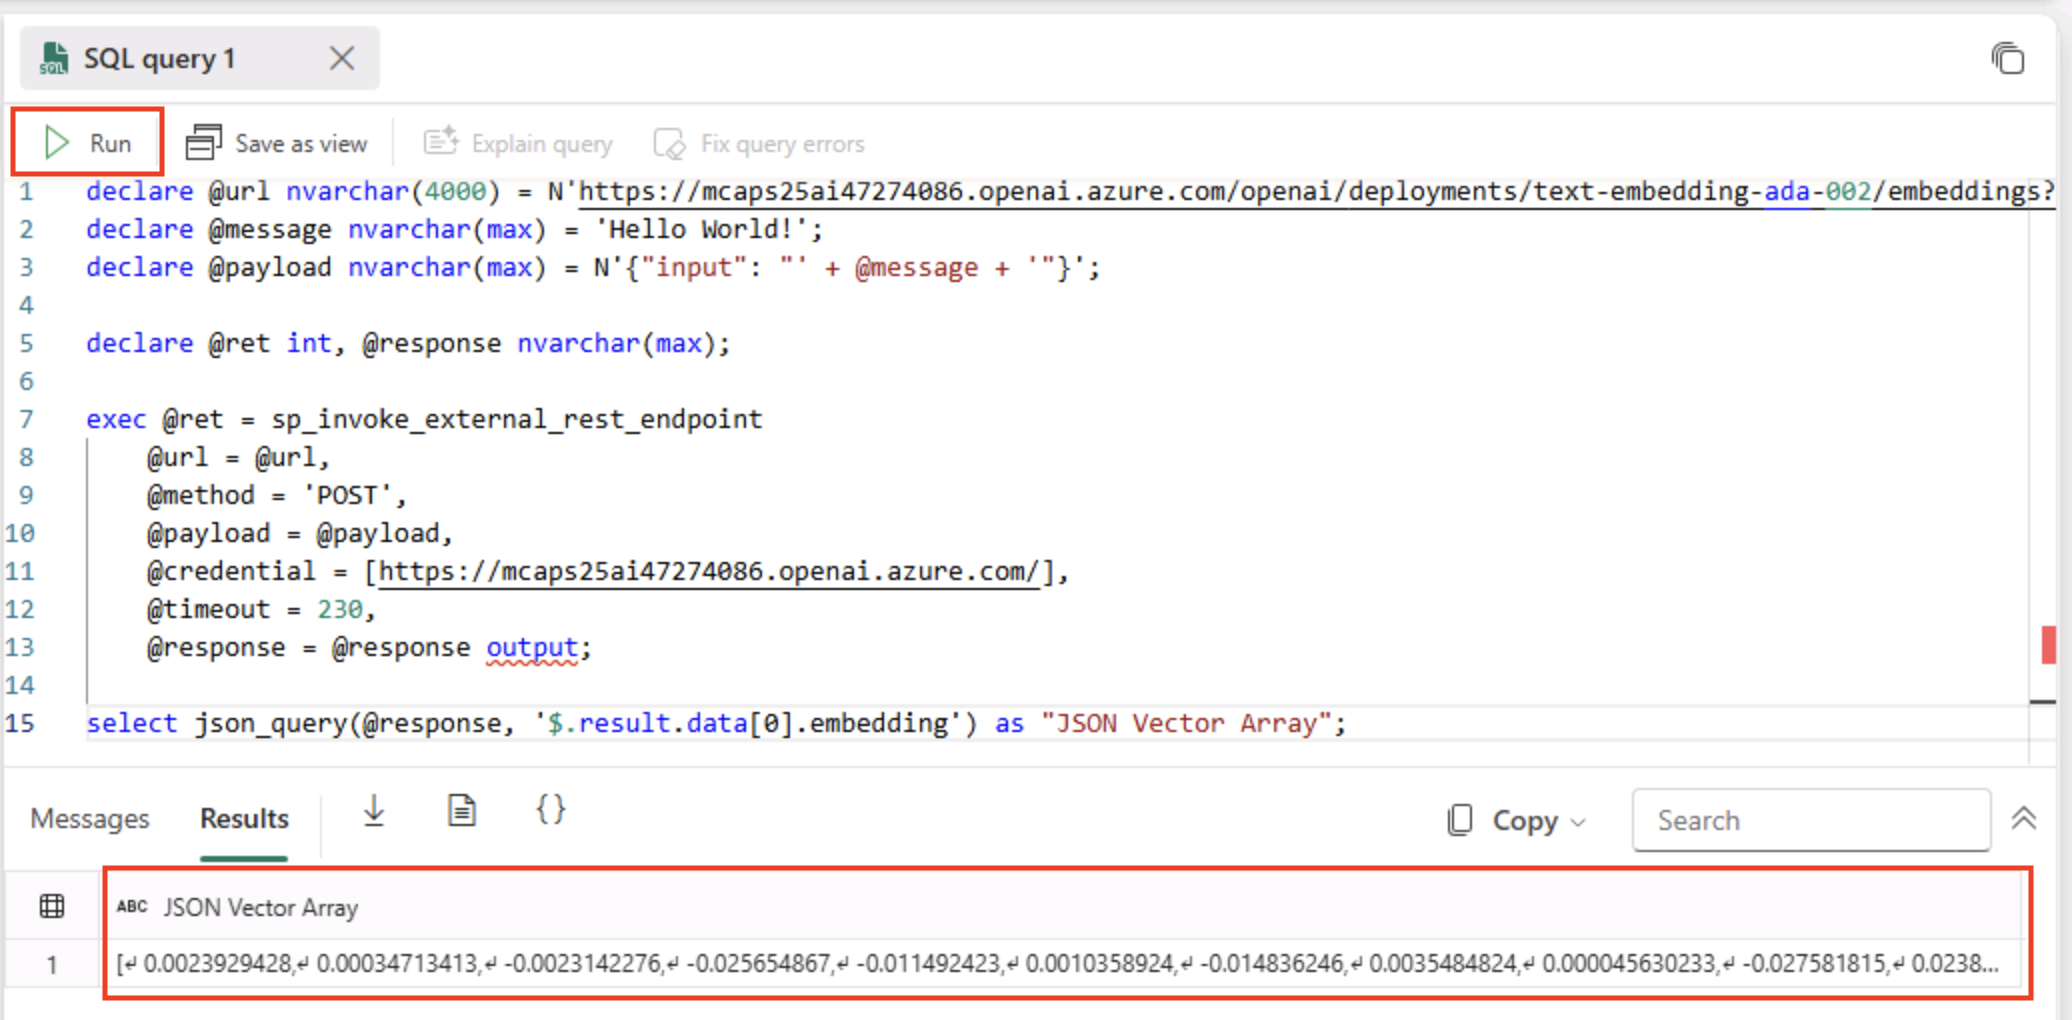 SQL query 1
Run Save as view Explain query Fix query errors
1 declare @url nvarchar(4000) = N'https://mcaps25ai47274086.openai.azure.com/openai/deployments/text-embedding-ada-002/embeddings?
2 declare @message nvarchar(max) = 'Hello World!';
3 declare @payload nvarchar(max) = N'{"input": "' + @message + '"}';
4
5 declare @ret int, @response nvarchar(max);
6
7 exec @ret = sp_invoke_external_rest_endpoint
8 @url = @url,
9 @method = 'POST',
10 @payload = @payload,
11 @credential = [https://mcaps25ai47274086.openai.azure.com/],
12 @timeout = 230,
13 @response = @response output;
14
15 select json_query(@response, '$.result.data[0].embedding') as "JSON Vector Array";
Messages Results {} Copy Search
ABC JSON Vector Array
1 [↵ 0.0023929428,↵ 0.00034713413,↵ -0.0023142276,↵ -0.025654867,↵ -0.011492423,↵ 0.0010358924,↵ -0.014836246,↵ 0.0035484824,↵ 0.000045630233,↵ -0.027581815,↵ 0.0238...